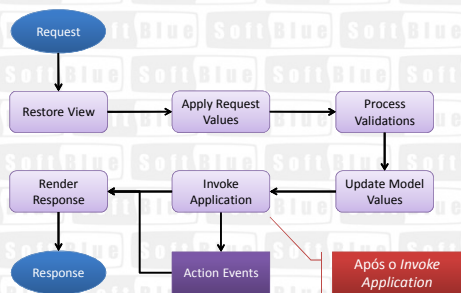 Request
Restore View
Apply Request
Values
Process
Validations
Render
Response
Invoke
Application
Update Model
Values
Response
Action Events
Após o Invoke
Application